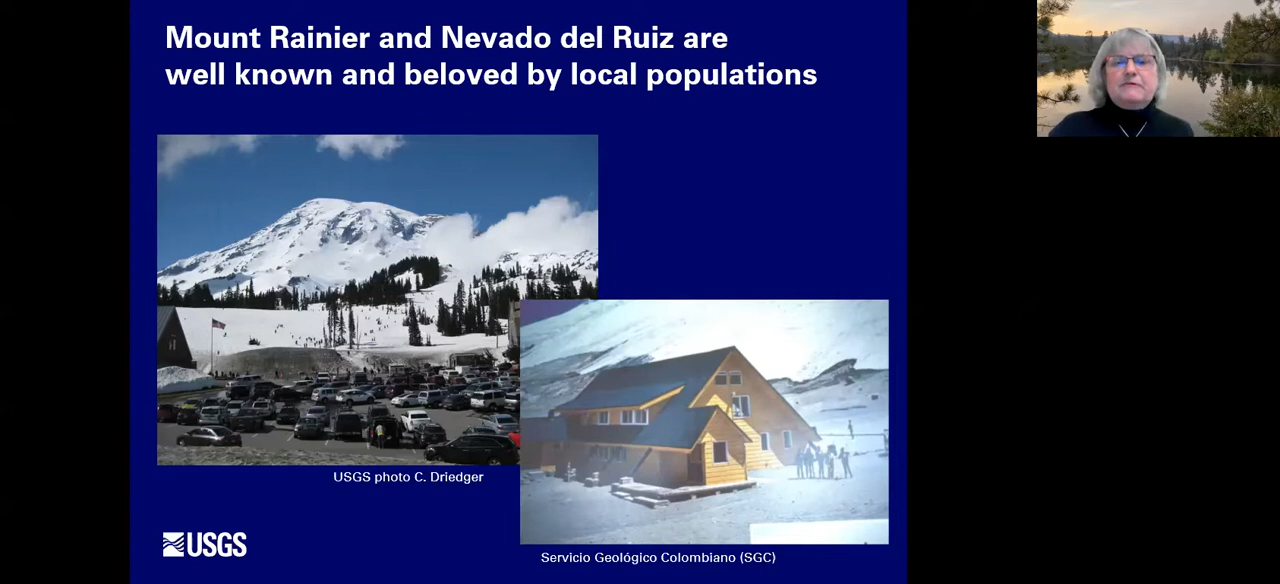 Mount Rainier and Nevado del Ruiz are
well known and beloved by local populations
USGS photo C. Driedger
USGS
Servicio Geológico Colombiano (SGC)